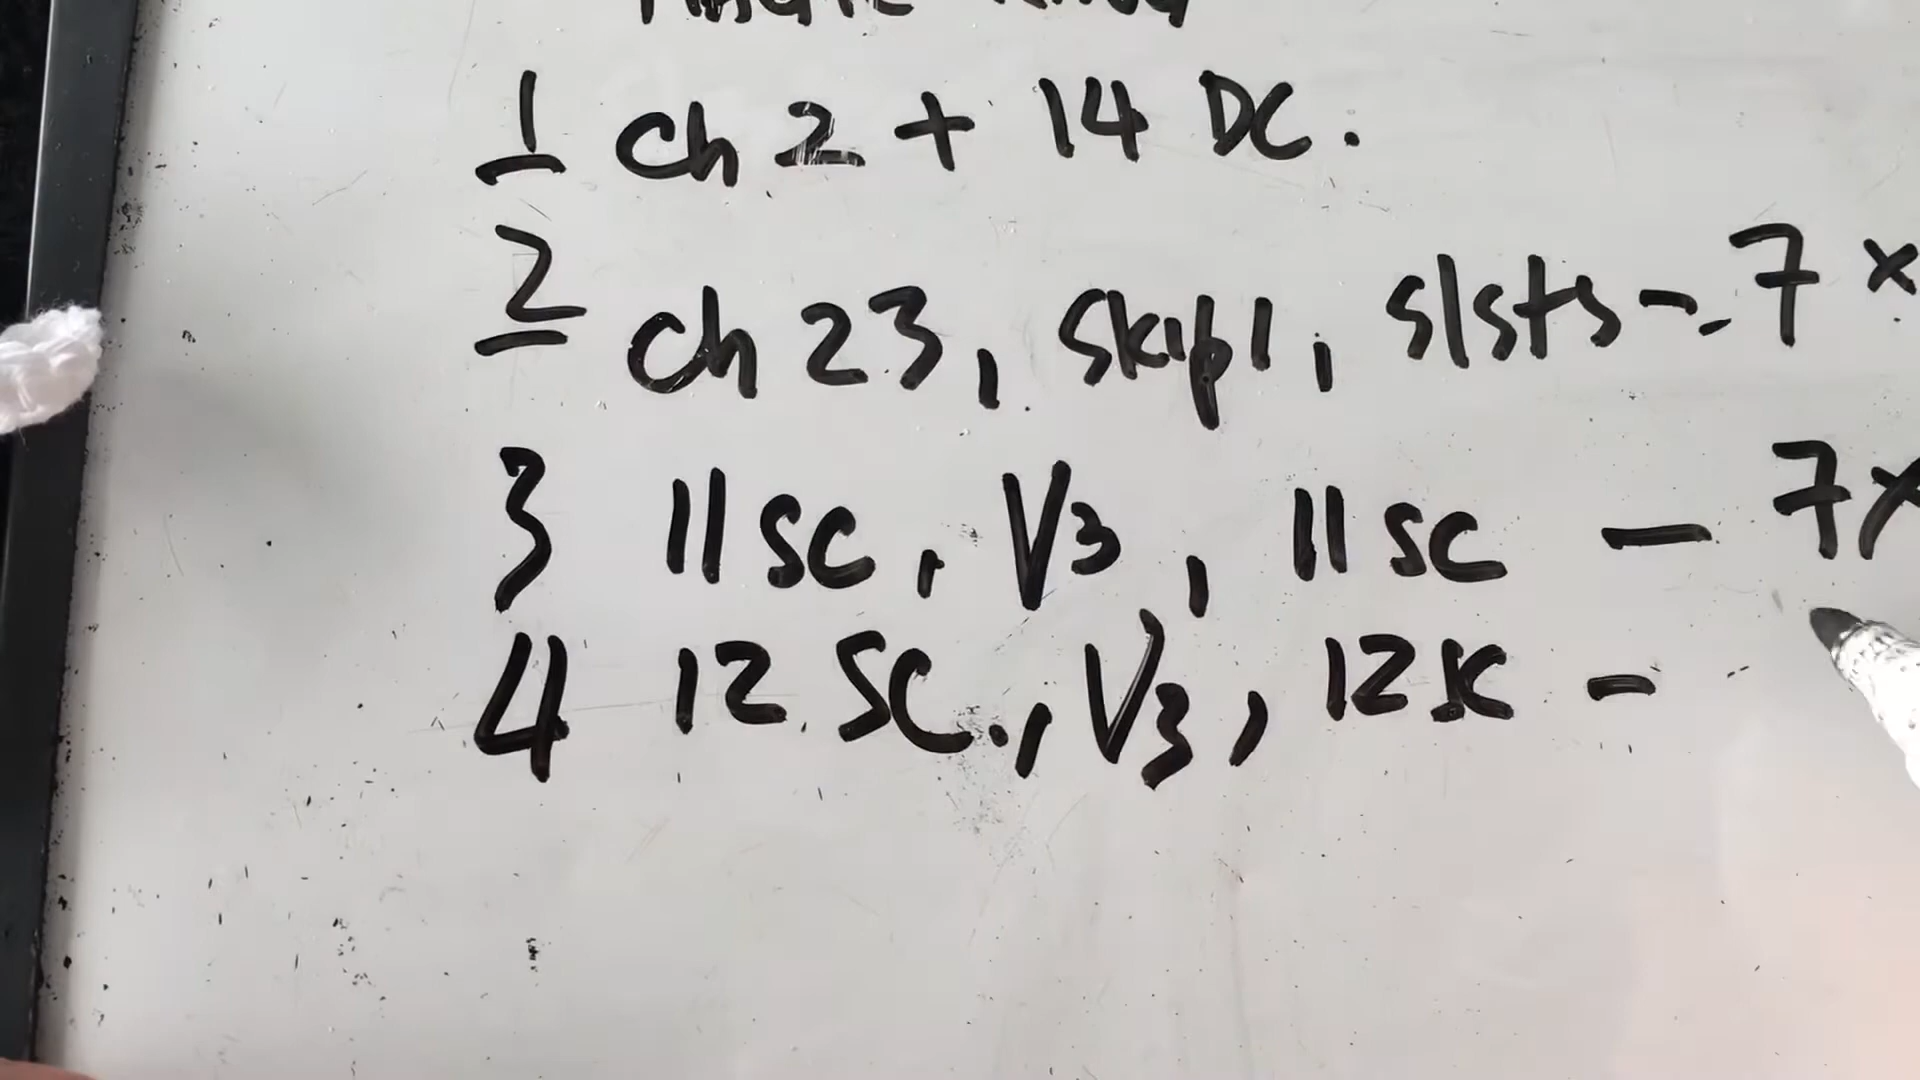 1 ch 2 + 14 DC.
2 ch 23, skip 1, slsts - 7 x
3 11 SC, V3, 11 SC - 7x
4 12 SC., V3, 12 SC -